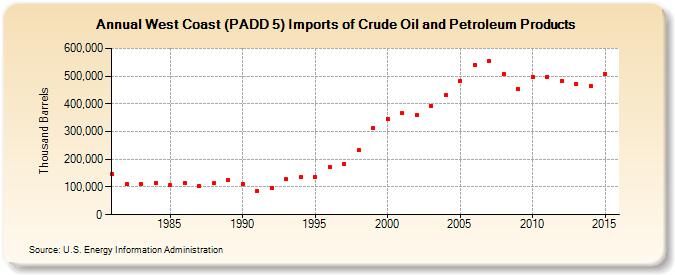 Annual West Coast (PADD 5) Imports of Crude Oil and Petroleum Products
Thousand Barrels
600,000
500,000
400,000
300,000
200,000
100,000
0
1985 1990 1995 2000 2005 2010 2015
Source: U.S. Energy Information Administration